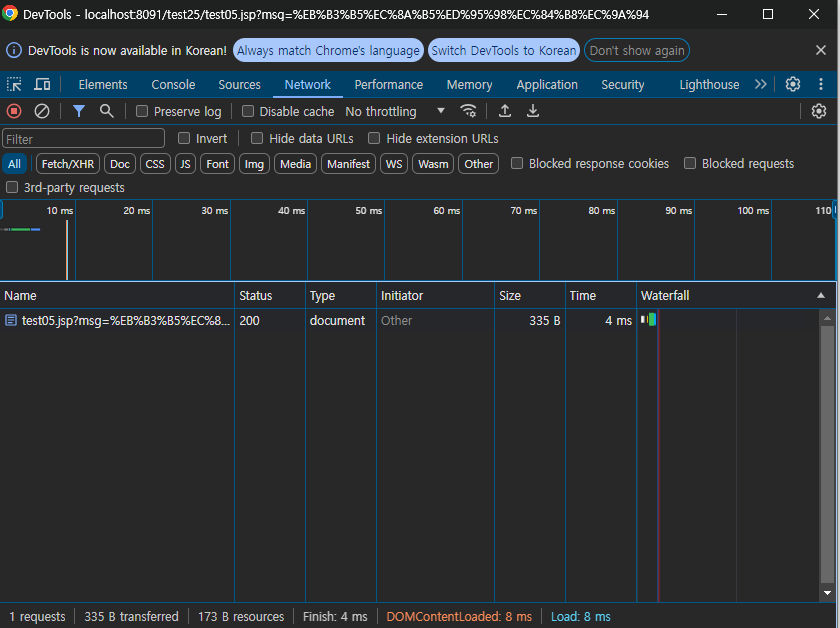 DevTools - localhost:8091/test25/test05.jsp?msg=%EB%B3%B5%EC%8A%B5%ED%95%98%EC%84%B8%EC%9A%94
DevTools is now available in Korean! Always match Chrome's language Switch DevTools to Korean Don't show again
Elements Console Sources Network Performance Memory Application Security Lighthouse
Preserve log Disable cache No throttling
Filter Invert Hide data URLs Hide extension URLs
All Fetch/XHR Doc CSS JS Font Img Media Manifest WS Wasm Other Blocked response cookies Blocked requests
3rd-party requests
10 ms 20 ms 30 ms 40 ms 50 ms 60 ms 70 ms 80 ms 90 ms 100 ms 110
Name Status Type Initiator Size Time Waterfall
test05.jsp?msg=%EB%B3%B5%EC%8... 200 document Other 335 B 4 ms
1 requests 335 B transferred 173 B resources Finish: 4 ms DOMContentLoaded: 8 ms Load: 8 ms